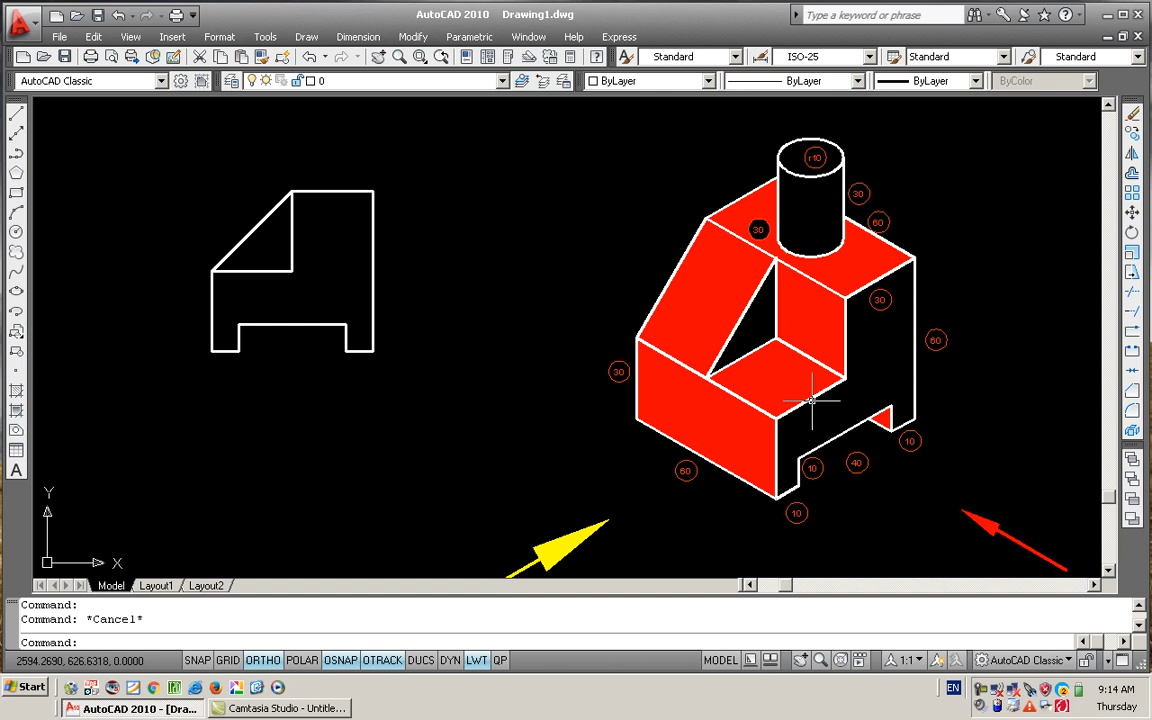 AutoCAD 2010 Drawing1.dwg
Type a keyword or phrase
File Edit View Insert Format Tools Draw Dimension Modify Parametric Window Help Express
Standard ISO-25 Standard Standard
AutoCAD Classic 0 ByLayer ByLayer ByLayer ByColor
r10
30
60
30
30
60
30
10
10
40
60
10
Y
X
Model Layout1 Layout2
Command:
Command: *Cancel*
Command:
2594.2690, 626.6318, 0.0000 SNAP GRID ORTHO POLAR OSNAP OTRACK DUCS DYN LWT QP MODEL 1:1 AutoCAD Classic
Start EN 9:14 AM
AutoCAD 2010 - [Dra... Camtasia Studio - Untitle... Thursday